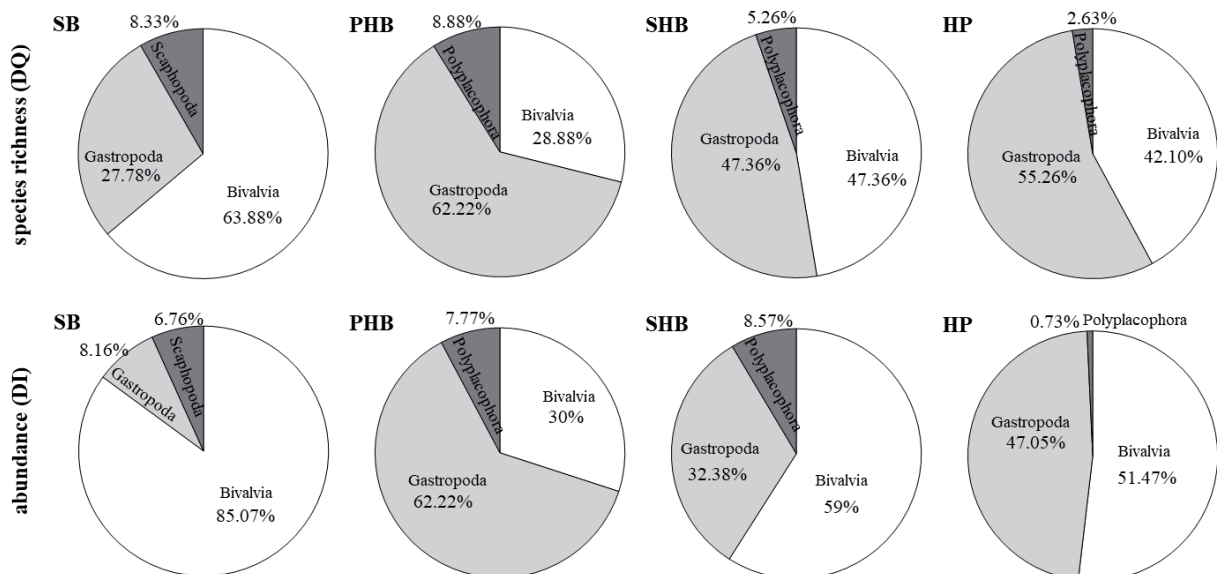 species richness (DQ)
SB
8.33%
Scaphopoda
Gastropoda
27.78%
Bivalvia
63.88%
PHB
8.88%
Polyplacophora
Bivalvia
28.88%
Gastropoda
62.22%
SHB
5.26%
Polyplacophora
Gastropoda
47.36%
Bivalvia
47.36%
HP
2.63%
Polyplacophora
Gastropoda
55.26%
Bivalvia
42.10%
abundance (DI)
SB
6.76%
8.16%
Scaphopoda
Gastropoda
Bivalvia
85.07%
PHB
7.77%
Polyplacophora
Bivalvia
30%
Gastropoda
62.22%
SHB
8.57%
Polyplacophora
Gastropoda
32.38%
Bivalvia
59%
HP
0.73% Polyplacophora
Gastropoda
47.05%
Bivalvia
51.47%